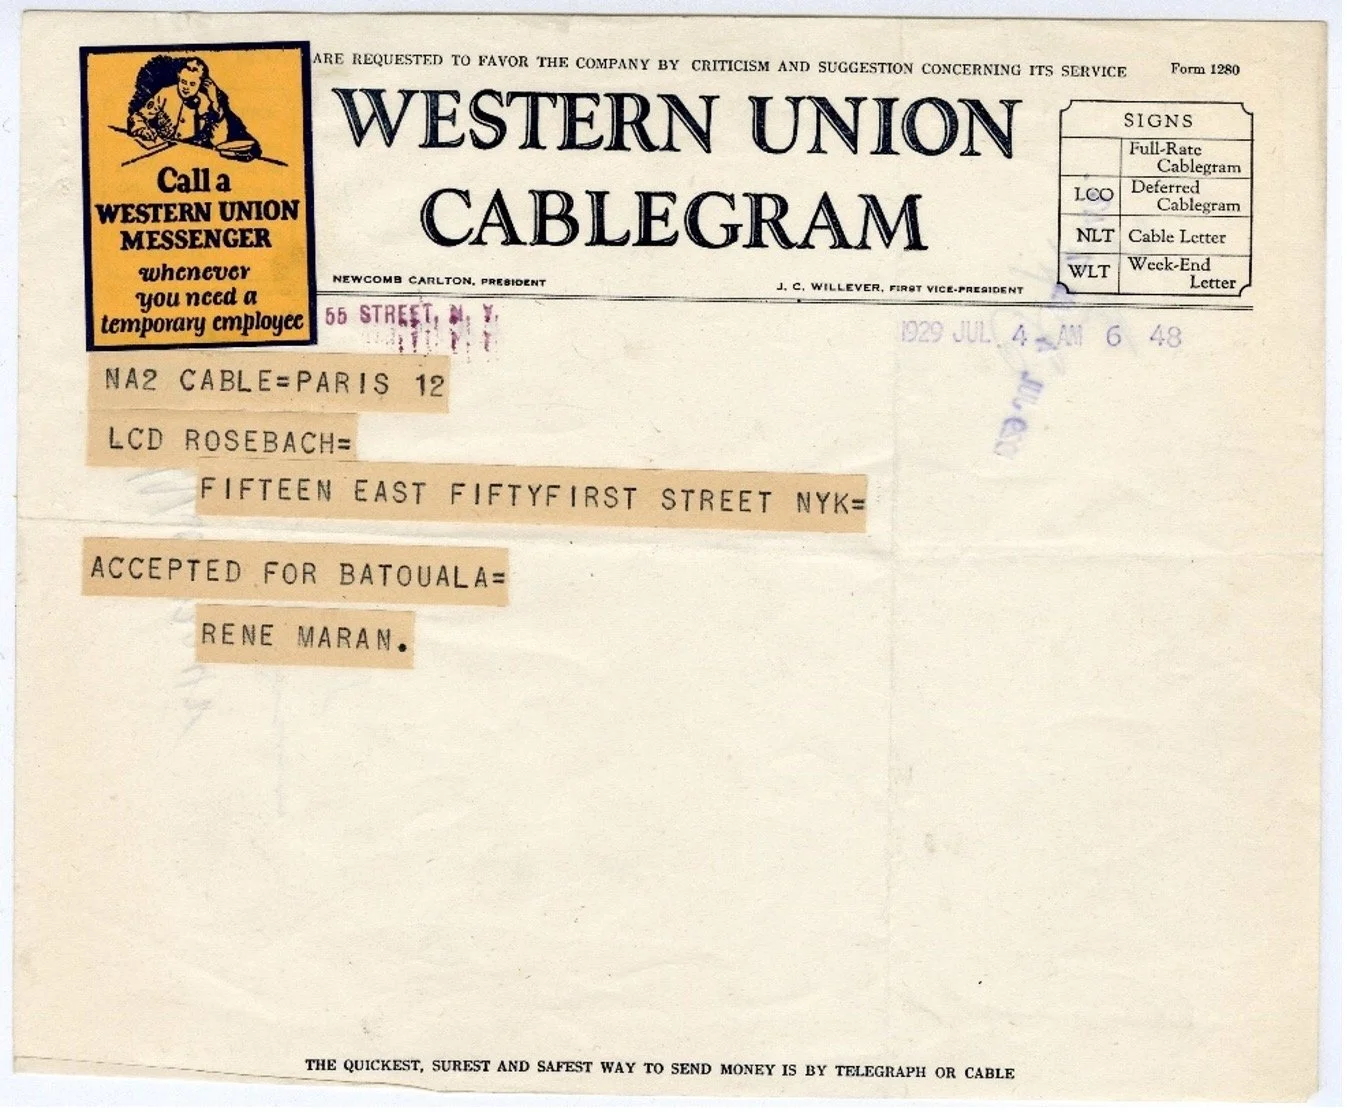 ARE REQUESTED TO FAVOR THE COMPANY BY CRITICISM AND SUGGESTION CONCERNING ITS SERVICE
Form 1280
Call a
WESTERN UNION
MESSENGER
whenever
you need a
temporary employee
WESTERN UNION
CABLEGRAM
NEWCOMB CARLTON, PRESIDENT
J. C. WILLEVER, FIRST VICE-PRESIDENT
SIGNS
Full-Rate
Cablegram
LCO Deferred
Cablegram
NLT Cable Letter
WLT Week-End
Letter
55 STREET, N. Y.
1929 JUL 4 AM 6 48
NA2 CABLE=PARIS 12
LCD ROSEBACH=
FIFTEEN EAST FIFTYFIRST STREET NYK=
ACCEPTED FOR BATOUALA=
RENE MARAN.
THE QUICKEST, SUREST AND SAFEST WAY TO SEND MONEY IS BY TELEGRAPH OR CABLE